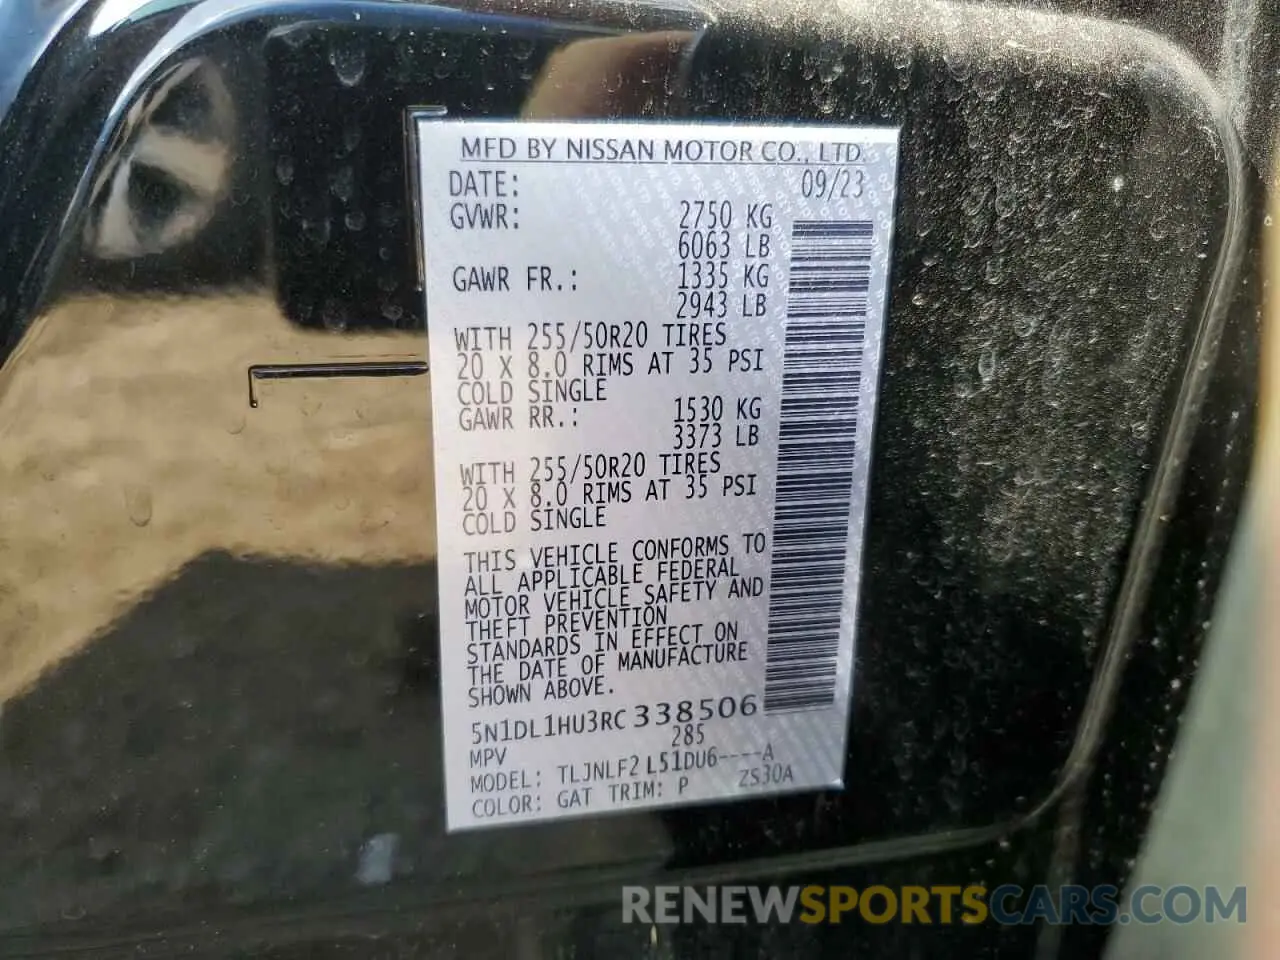 MFD BY NISSAN MOTOR CO., LTD.
DATE: 09/23
GVWR: 2750 KG
6063 LB
GAWR FR.: 1335 KG
2943 LB
WITH 255/50R20 TIRES
20 X 8.0 RIMS AT 35 PSI
COLD SINGLE
GAWR RR.: 1530 KG
3373 LB
WITH 255/50R20 TIRES
20 X 8.0 RIMS AT 35 PSI
COLD SINGLE
THIS VEHICLE CONFORMS TO
ALL APPLICABLE FEDERAL
MOTOR VEHICLE SAFETY AND
THEFT PREVENTION
STANDARDS IN EFFECT ON
THE DATE OF MANUFACTURE
SHOWN ABOVE.
5N1DL1HU3RC338506
MPV 285
MODEL: TLJNLF2 L51DU6----A
COLOR: GAT TRIM: P ZS30A
RENEWSPORTSCARS.COM